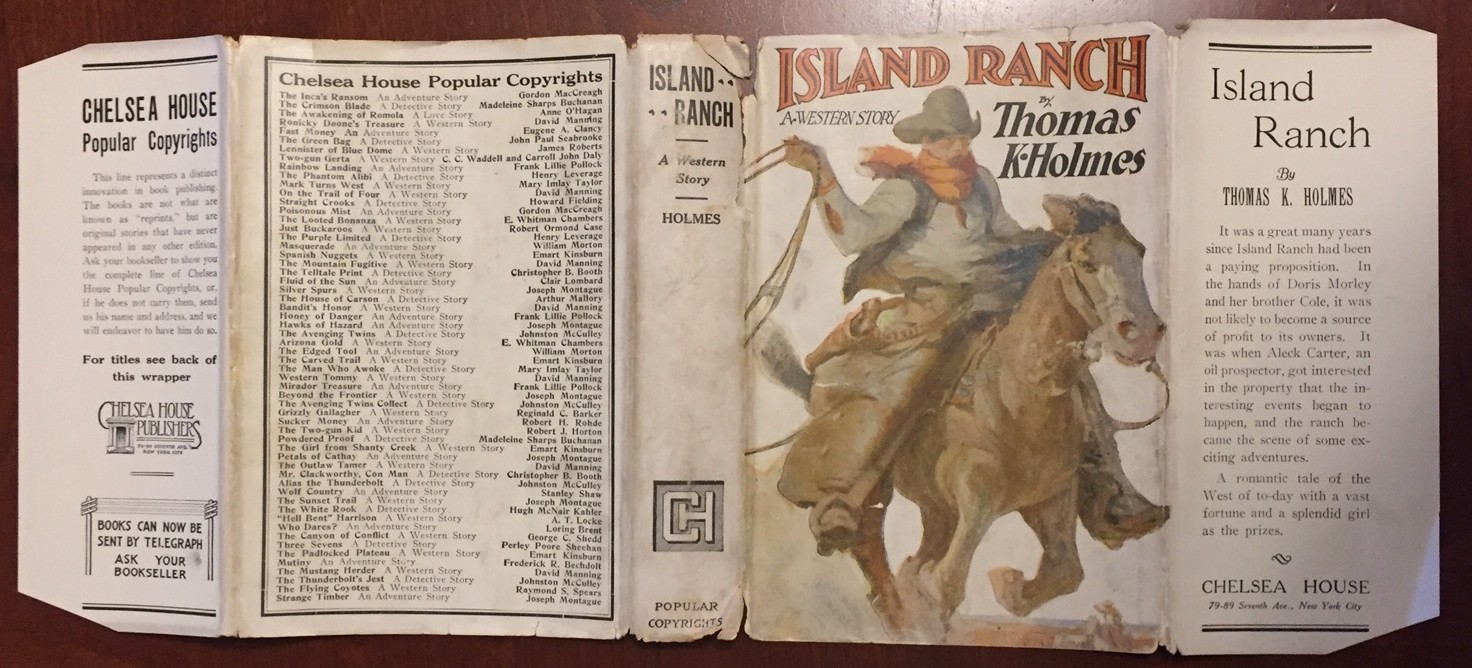 CHELSEA HOUSE
Popular Copyrights
This line represents a distinct
innovation in book publishing.
The books are not what are
known as "reprints," but are
original stories that have never
appeared in any other edition.
Ask your bookseller to show you
the complete line of Chelsea
House Popular Copyrights, or,
if he does not carry them, send
us his name and address, and we
will endeavor to have him do so.
For titles see back of
this wrapper
CHELSEA HOUSE
PUBLISHERS
79-89 SEVENTH AVE.
NEW YORK CITY
BOOKS CAN NOW BE
SENT BY TELEGRAPH
ASK YOUR
BOOKSELLER
Chelsea House Popular Copyrights
The Inca's Ransom An Adventure Story Gordon MacCreagh
The Crimson Blade A Detective Story Madeleine Sharps Buchanan
The Awakening of Romola A Love Story Anne O'Hagan
Ronicky Doone's Treasure A Western Story David Manning
Fast Money An Adventure Story Eugene A. Clancy
The Green Bag A Detective Story John Paul Seabrooke
Lennister of Blue Dome A Western Story James Roberts
Two-gun Gerta A Western Story C. C. Waddell and Carroll John Daly
Rainbow Landing An Adventure Story Frank Lillie Pollock
The Phantom Alibi A Detective Story Henry Leverage
Mark Turns West A Western Story Mary Imlay Taylor
On the Trail of Four A Western Story David Manning
Straight Crooks A Detective Story Howard Fielding
Poisonous Mist An Adventure Story Gordon MacCreagh
The Looted Bonanza A Western Story E. Whitman Chambers
Just Buckaroos A Western Story Robert Ormond Case
The Purple Limited A Detective Story Henry Leverage
Masquerade An Adventure Story William Morton
Spanish Nuggets A Western Story Emart Kinsburn
The Mountain Fugitive A Western Story David Manning
The Telltale Print A Detective Story Christopher B. Booth
Fluid of the Sun An Adventure Story Clair Lombard
Silver Spurs A Western Story Joseph Montague
The House of Carson A Detective Story Arthur Mallory
Bandit's Honor A Western Story David Manning
Honey of Danger An Adventure Story Frank Lillie Pollock
Hawks of Hazard An Adventure Story Joseph Montague
The Avenging Twins A Detective Story Johnston McCulley
Arizona Gold A Western Story E. Whitman Chambers
The Edged Tool An Adventure Story William Morton
The Carved Trail A Western Story Emart Kinsburn
The Man Who Awoke A Detective Story Mary Imlay Taylor
Western Tommy A Western Story David Manning
Mirador Treasure An Adventure Story Frank Lillie Pollock
Beyond the Frontier A Western Story Joseph Montague
The Avenging Twins Collect A Detective Story Johnston McCulley
Grizzly Gallagher A Western Story Reginald C. Barker
Sucker Money An Adventure Story Robert H. Rohde
The Two-gun Kid A Western Story Robert J. Horton
Powdered Proof A Detective Story Madeleine Sharps Buchanan
The Girl from Shanty Creek A Western Story Emart Kinsburn
Petals of Cathay An Adventure Story Joseph Montague
The Outlaw Tamer A Western Story David Manning
Mr. Clackworthy, Con Man A Detective Story Christopher B. Booth
Alias the Thunderbolt A Detective Story Johnston McCulley
Wolf Country An Adventure Story Stanley Shaw
The Sunset Trail A Western Story Joseph Montague
The White Rook A Detective Story Hugh McNair Kahler
"Hell Bent" Harrison A Western Story A. T. Locke
Who Dares? An Adventure Story Loring Brent
The Canyon of Conflict A Western Story George C. Shedd
Three Sevens A Detective Story Perley Poore Sheehan
The Padlocked Plateau A Western Story Emart Kinsburn
Mutiny An Adventure Story Frederick R. Bechdolt
The Mustang Herder A Western Story David Manning
The Thunderbolt's Jest A Detective Story Johnston McCulley
The Flying Coyotes A Western Story Raymond S. Spears
Strange Timber An Adventure Story Joseph Montague
ISLAND
RANCH
A Western
Story
HOLMES
CH
POPULAR
COPYRIGHTS
ISLAND RANCH
A·WESTERN STORY
BY
Thomas
K·Holmes
Island
Ranch
By
THOMAS K. HOLMES
It was a great many years
since Island Ranch had been
a paying proposition. In
the hands of Doris Morley
and her brother Cole, it was
not likely to become a source
of profit to its owners. It
was when Aleck Carter, an
oil prospector, got interested
in the property that the in-
teresting events began to
happen, and the ranch be-
came the scene of some ex-
citing adventures.
A romantic tale of the
West of to-day with a vast
fortune and a splendid girl
as the prizes.
CHELSEA HOUSE
79-89 Seventh Ave., New York City